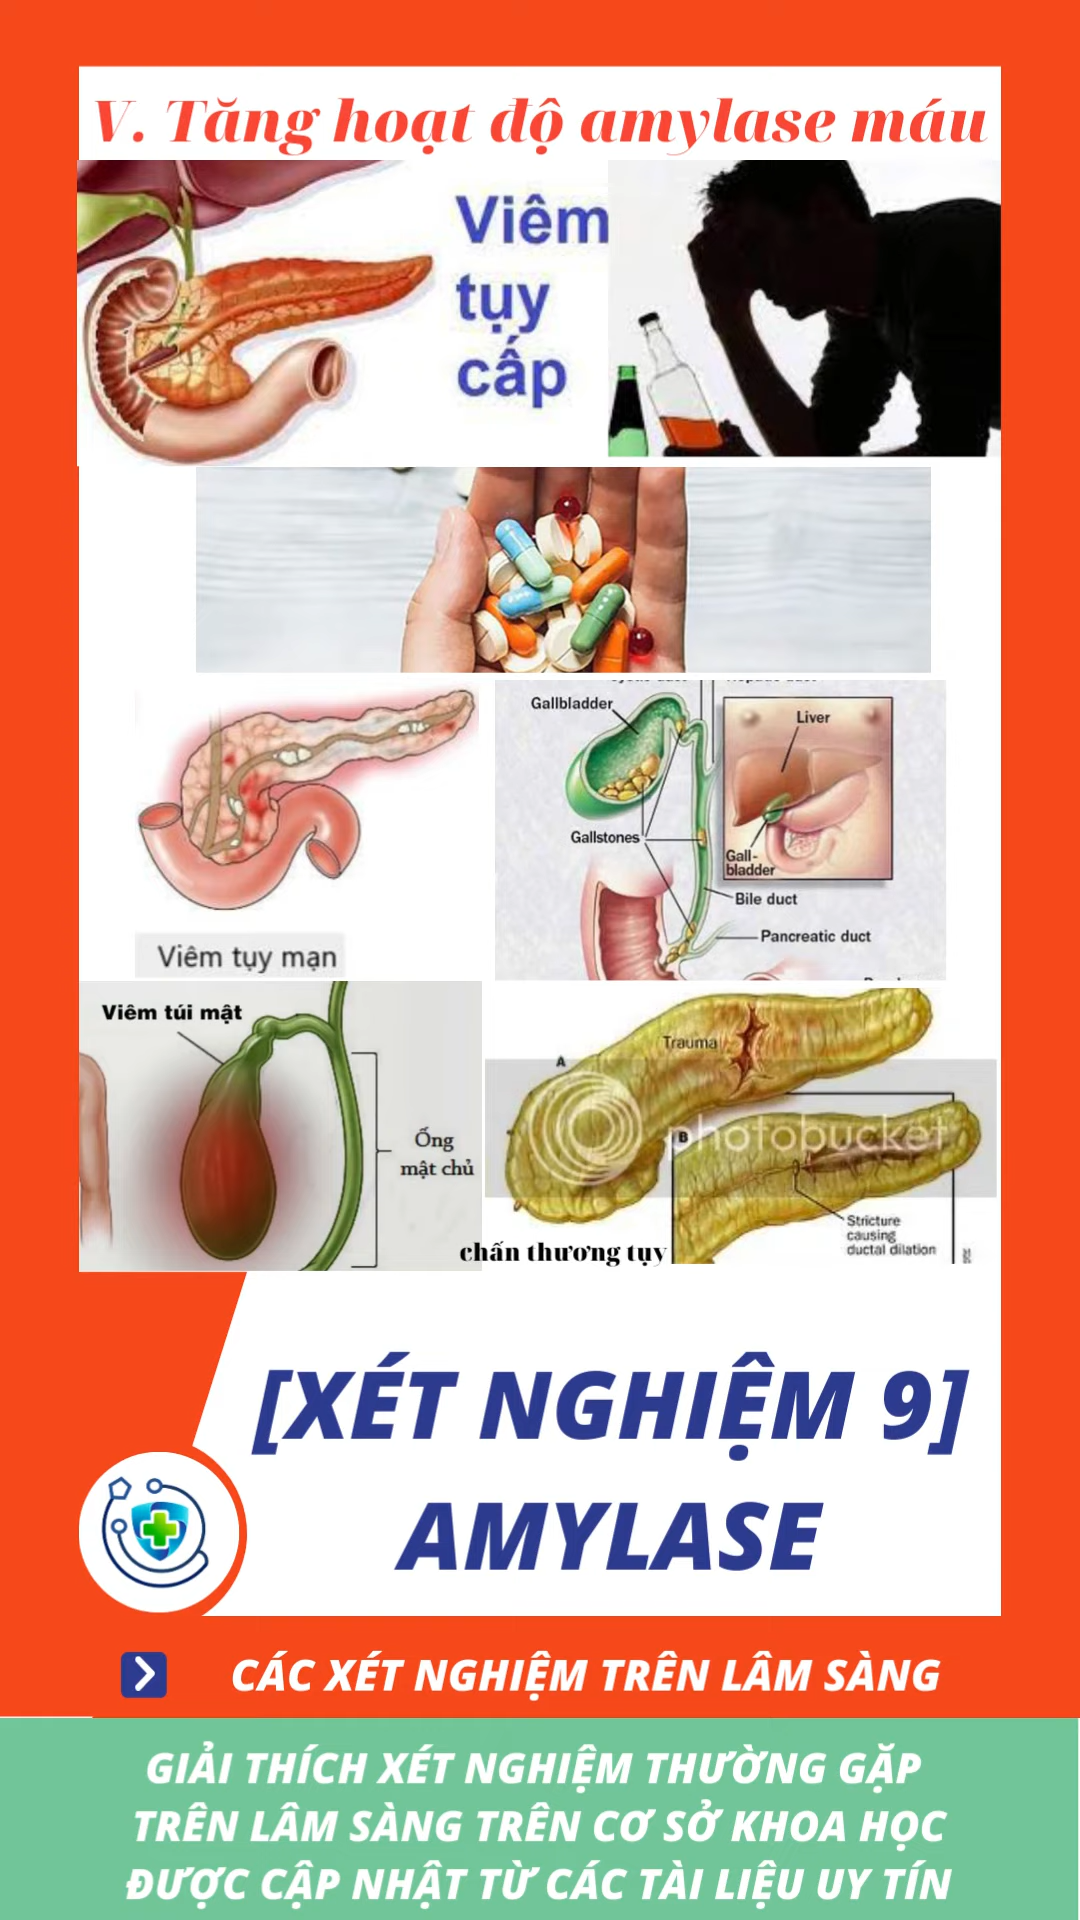 V. Tăng hoạt độ amylase máu
Viêm
tụy
cấp
Gallbladder
Liver
Gallstones
Gall-
bladder
Bile duct
Pancreatic duct
Viêm tụy mạn
Viêm túi mật
Ống
mật chủ
Trauma
A
photobucket
B
Stricture
causing
ductal dilation
chấn thương tụy
[XÉT NGHIỆM 9]
AMYLASE
CÁC XÉT NGHIỆM TRÊN LÂM SÀNG
GIẢI THÍCH XÉT NGHIỆM THƯỜNG GẶP
TRÊN LÂM SÀNG TRÊN CƠ SỞ KHOA HỌC
ĐƯỢC CẬP NHẬT TỪ CÁC TÀI LIỆU UY TÍN